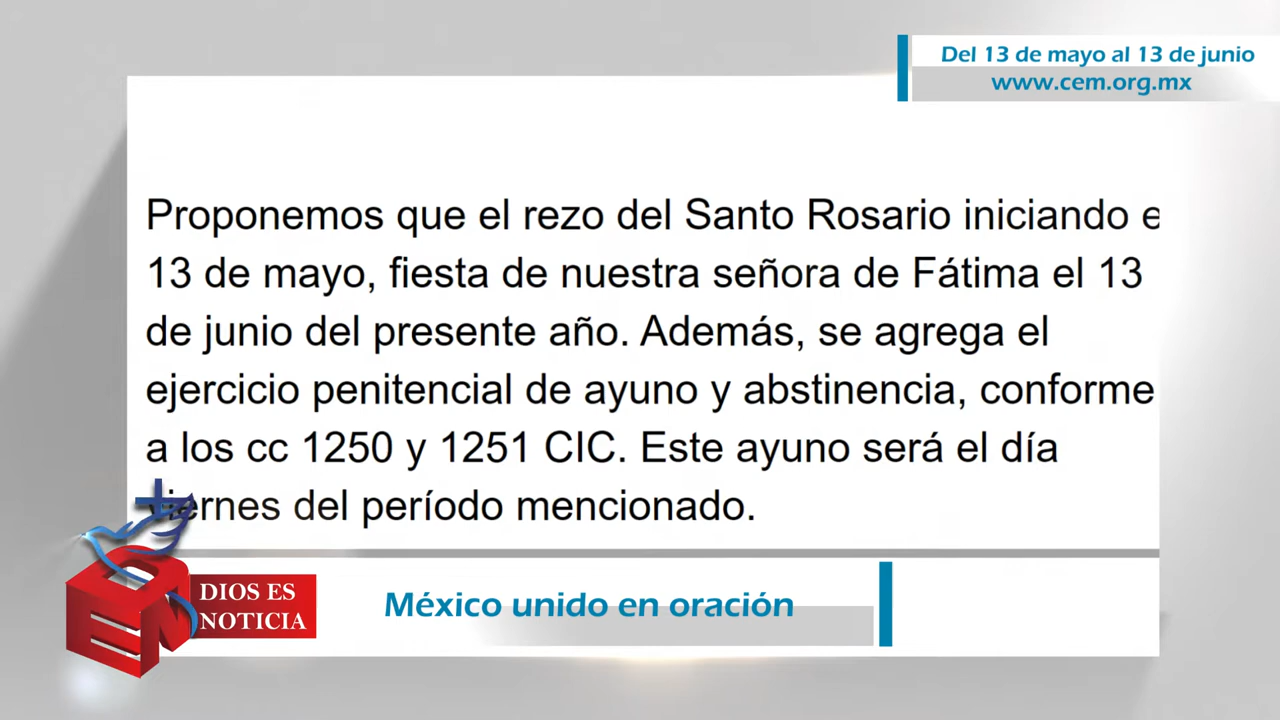 Del 13 de mayo al 13 de junio
www.cem.org.mx
Proponemos que el rezo del Santo Rosario iniciando e
13 de mayo, fiesta de nuestra señora de Fátima el 13
de junio del presente año. Además, se agrega el
ejercicio penitencial de ayuno y abstinencia, conforme
a los cc 1250 y 1251 CIC. Este ayuno será el día
viernes del período mencionado.
DIOS ES
NOTICIA
México unido en oración